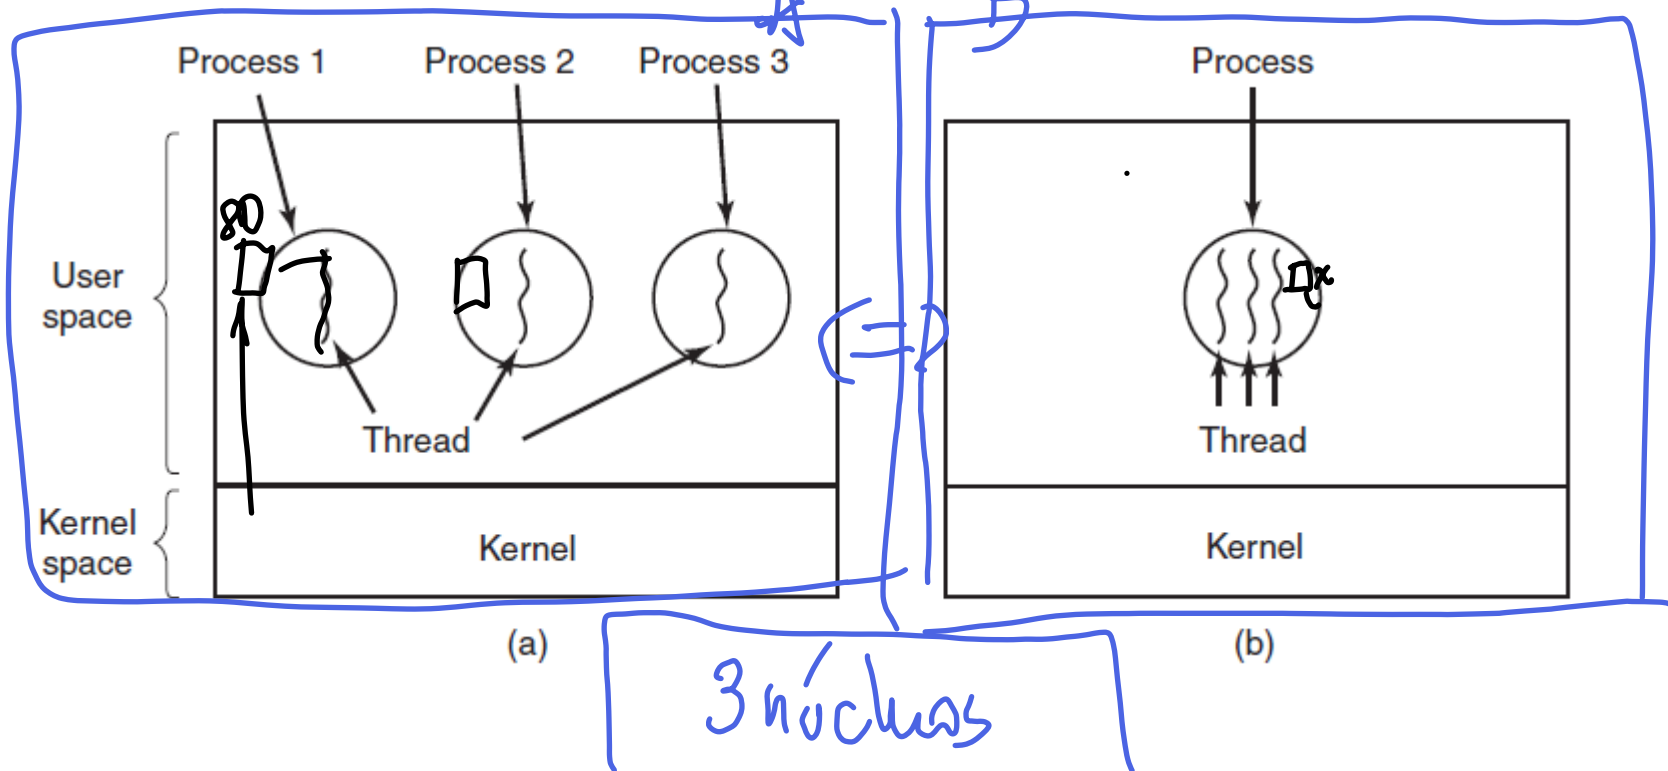 A
B
Process 1
Process 2
Process 3
Process
80
User
space
x
Thread
Thread
Kernel
space
Kernel
Kernel
(a)
(b)
3 núcleos